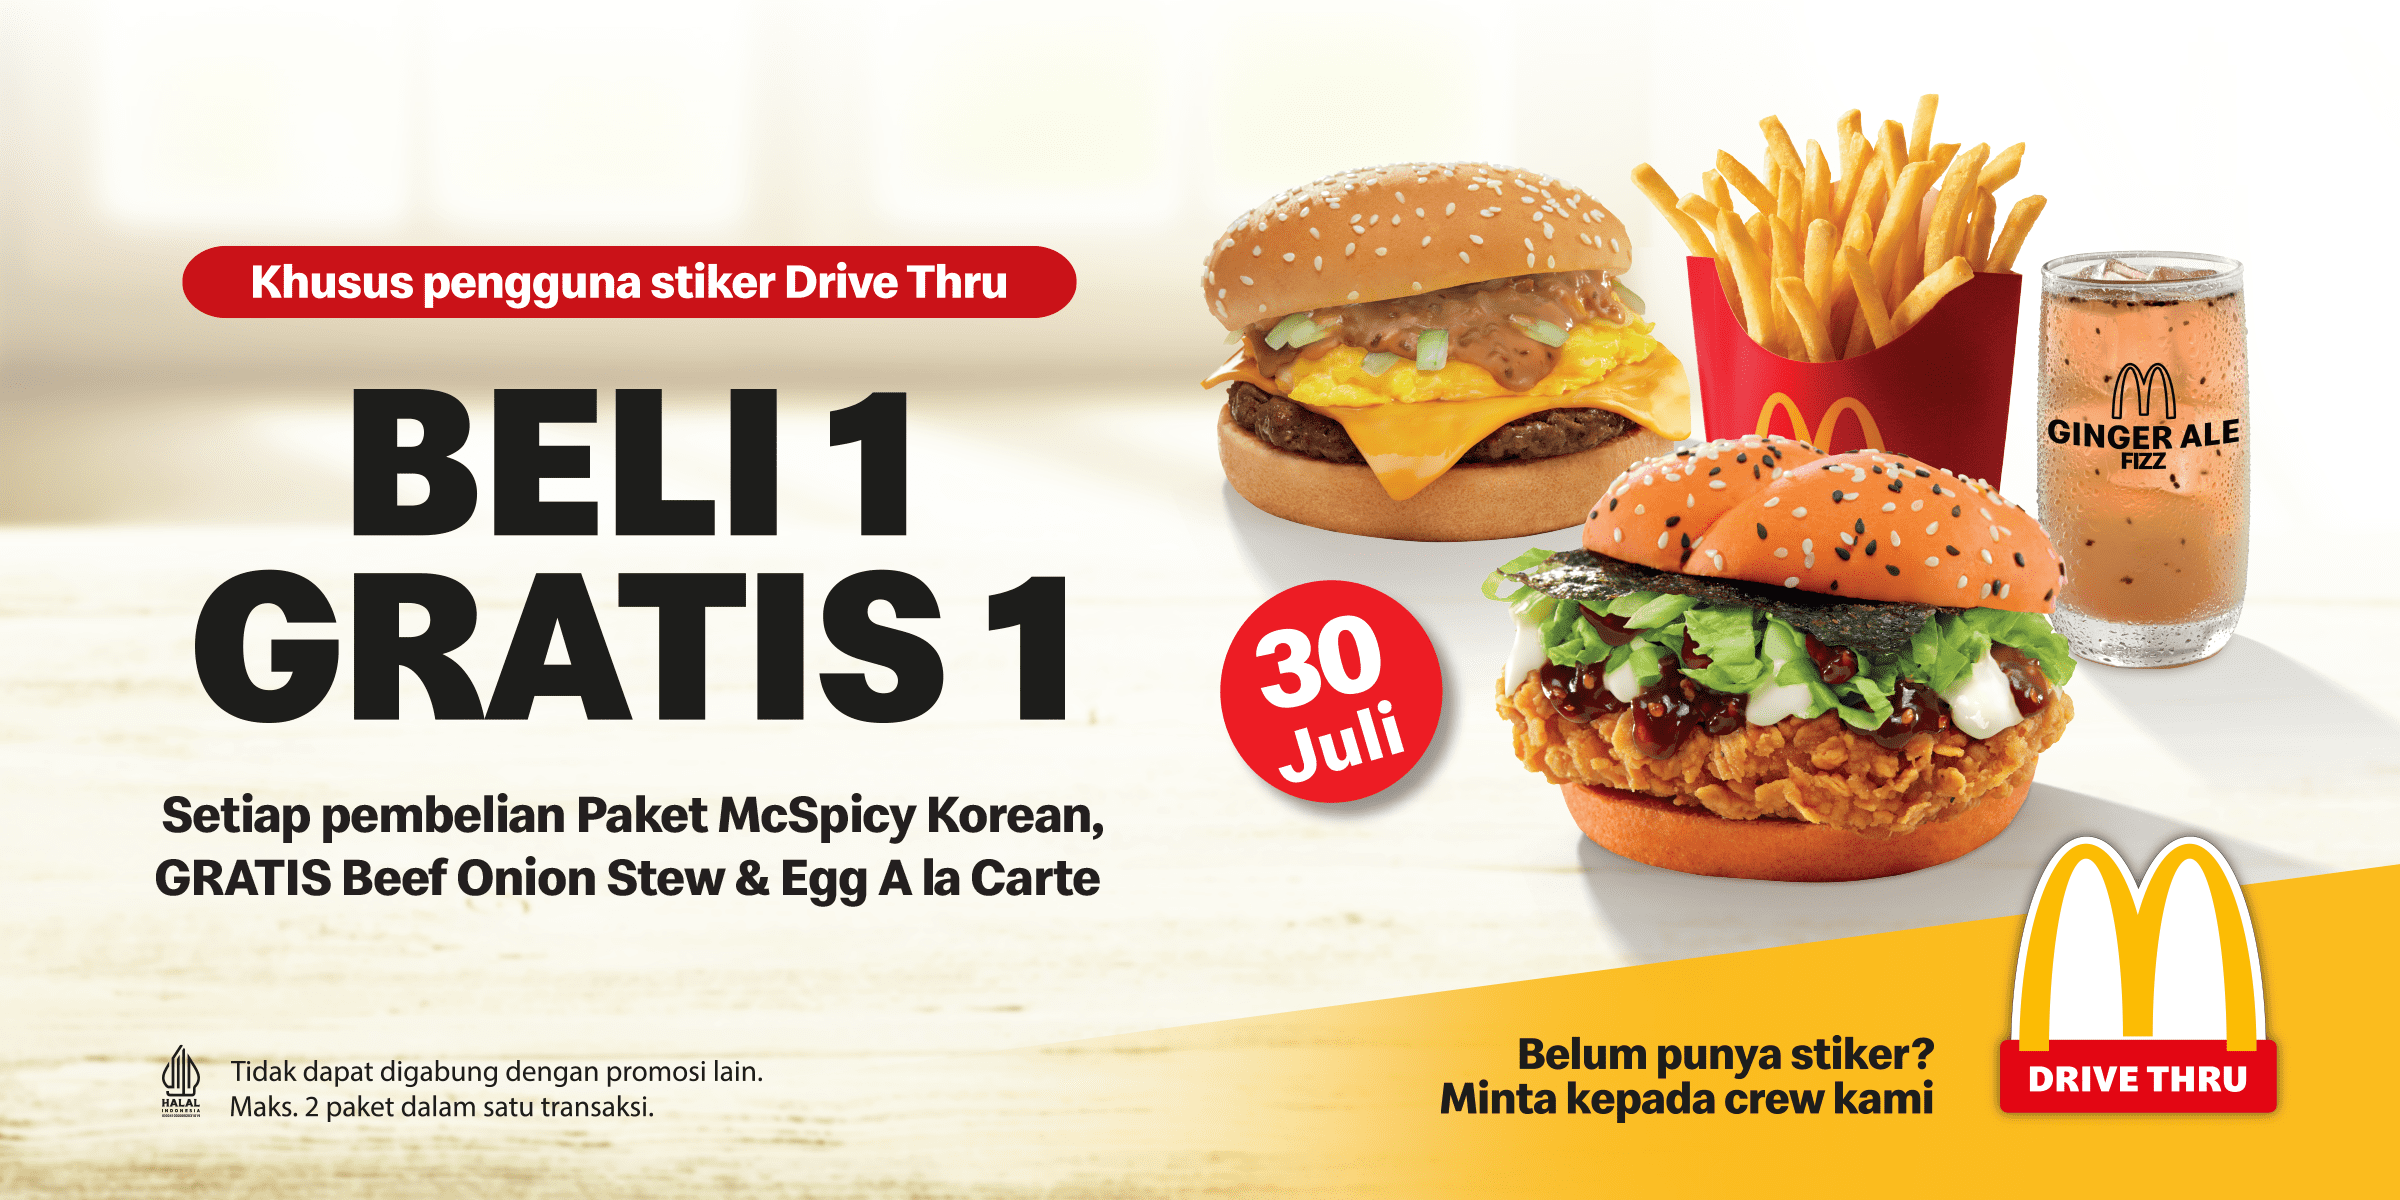 Khusus pengguna stiker Drive Thru
BELI 1
GRATIS 1
Setiap pembelian Paket McSpicy Korean,
GRATIS Beef Onion Stew & Egg A la Carte
30
Juli
GINGER ALE
FIZZ
HALAL
INDONESIA
Tidak dapat digabung dengan promosi lain.
Maks. 2 paket dalam satu transaksi.
Belum punya stiker?
Minta kepada crew kami
DRIVE THRU